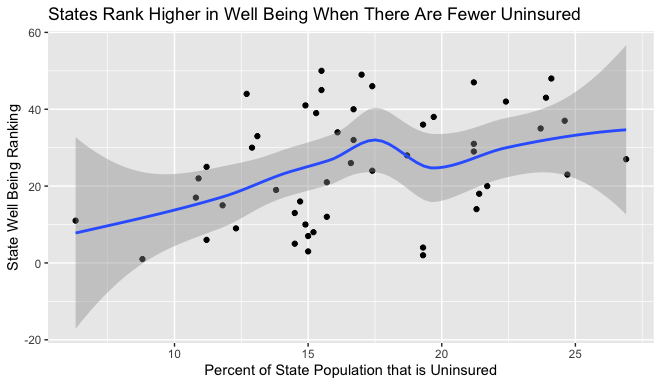 States Rank Higher in Well Being When There Are Fewer Uninsured
60
40
20
0
-20
State Well Being Ranking
10 15 20 25
Percent of State Population that is Uninsured